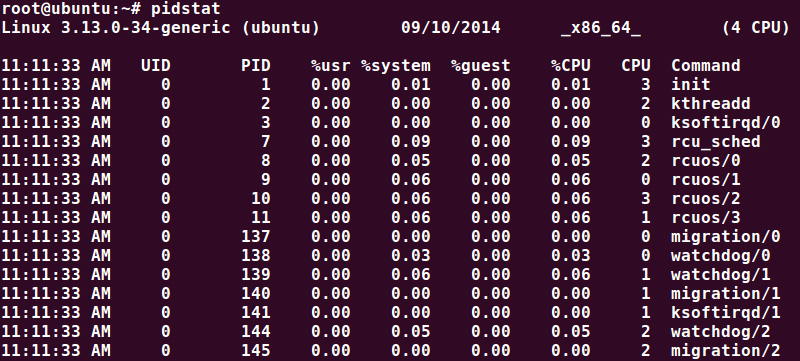 root@ubuntu:~# pidstat
Linux 3.13.0-34-generic (ubuntu) 09/10/2014 _x86_64_ (4 CPU)
11:11:33 AM UID PID %usr %system %guest %CPU CPU Command
11:11:33 AM 0 1 0.00 0.01 0.00 0.01 3 init
11:11:33 AM 0 2 0.00 0.00 0.00 0.00 2 kthreadd
11:11:33 AM 0 3 0.00 0.00 0.00 0.00 0 ksoftirqd/0
11:11:33 AM 0 7 0.00 0.09 0.00 0.09 3 rcu_sched
11:11:33 AM 0 8 0.00 0.05 0.00 0.05 2 rcuos/0
11:11:33 AM 0 9 0.00 0.06 0.00 0.06 0 rcuos/1
11:11:33 AM 0 10 0.00 0.06 0.00 0.06 3 rcuos/2
11:11:33 AM 0 11 0.00 0.06 0.00 0.06 1 rcuos/3
11:11:33 AM 0 137 0.00 0.00 0.00 0.00 0 migration/0
11:11:33 AM 0 138 0.00 0.03 0.00 0.03 0 watchdog/0
11:11:33 AM 0 139 0.00 0.06 0.00 0.06 1 watchdog/1
11:11:33 AM 0 140 0.00 0.00 0.00 0.00 1 migration/1
11:11:33 AM 0 141 0.00 0.00 0.00 0.00 1 ksoftirqd/1
11:11:33 AM 0 144 0.00 0.05 0.00 0.05 2 watchdog/2
11:11:33 AM 0 145 0.00 0.00 0.00 0.00 2 migration/2